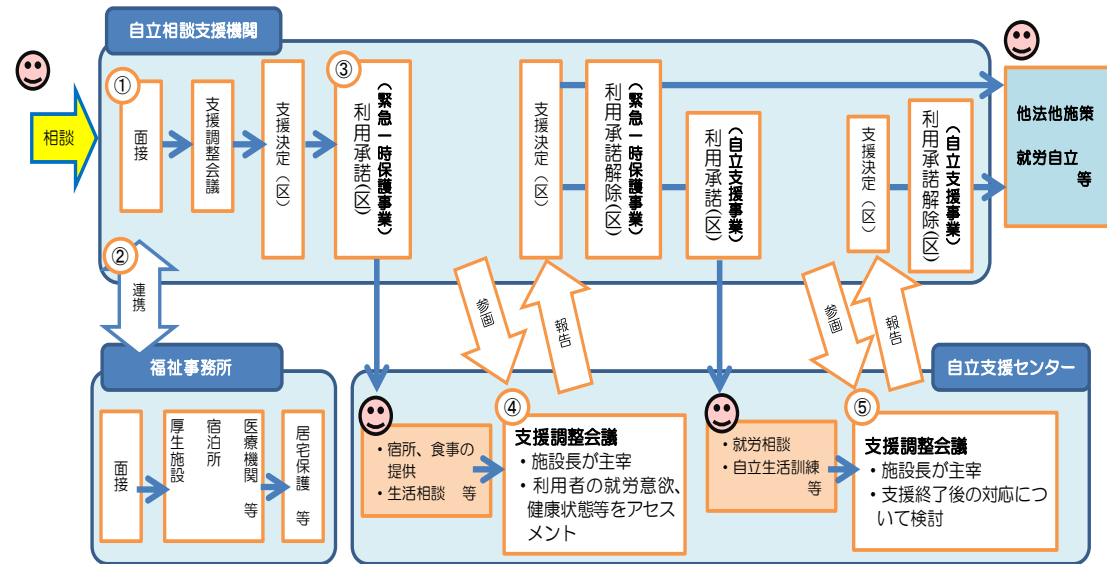 自立相談支援機関
相談
①
面接
支援調整会議
支援決定（区）
③
（緊急一時保護事業）
利用承諾(区)
支援決定（区）
（緊急一時保護事業）
利用承諾解除(区)
（自立支援事業）
利用承諾(区)
支援決定（区）
（自立支援事業）
利用承諾解除(区)
他法他施策
就労自立
等
②
連携
参画
報告
参画
報告
福祉事務所
面接
医療機関　等
宿泊所
厚生施設
居宅保護　等
自立支援センター
・宿所、食事の
提供
・生活相談　等
④
支援調整会議
・施設長が主宰
・利用者の就労意欲、
健康状態等をアセス
メント
・就労相談
・自立生活訓練
等
⑤
支援調整会議
・施設長が主宰
・支援終了後の対応につ
いて検討